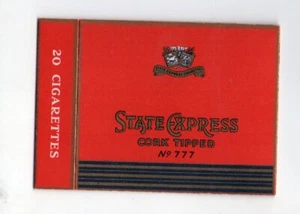 20 CIGARETTES
STATE EXPRESS
CORK TIPPED
Nº 777